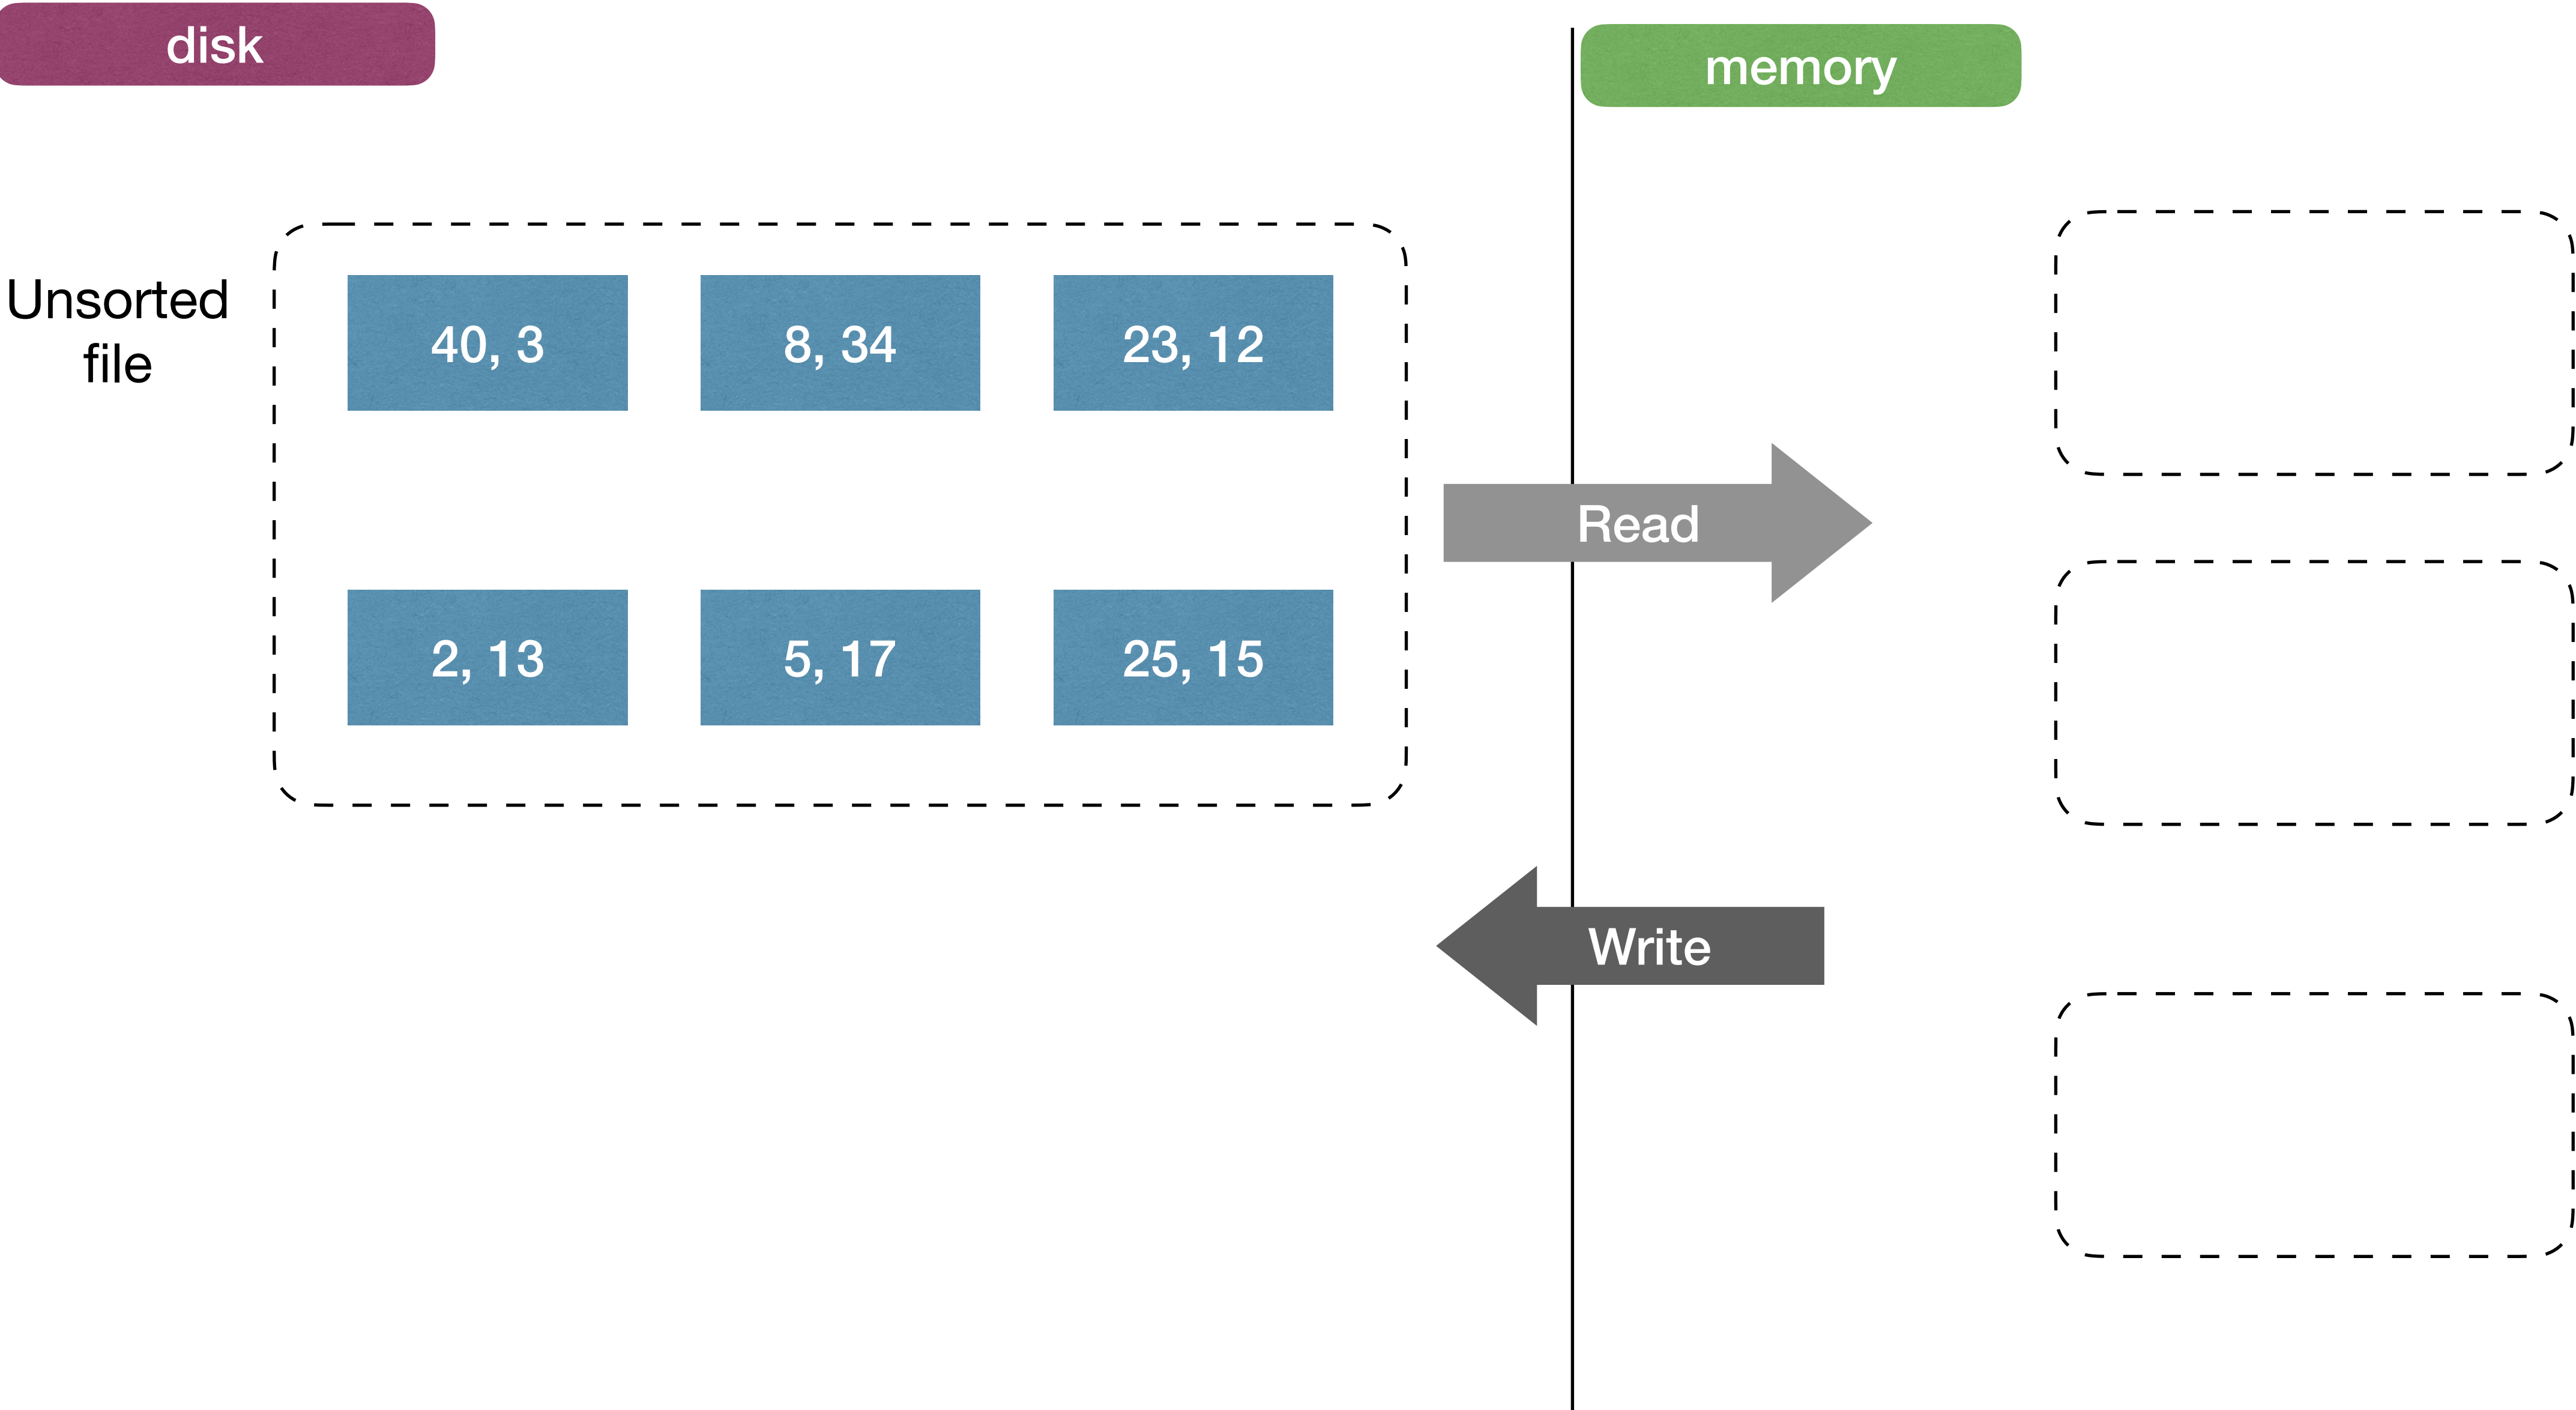 disk
memory
Unsorted
file
40, 3
8, 34
23, 12
Read
2, 13
5, 17
25, 15
Write